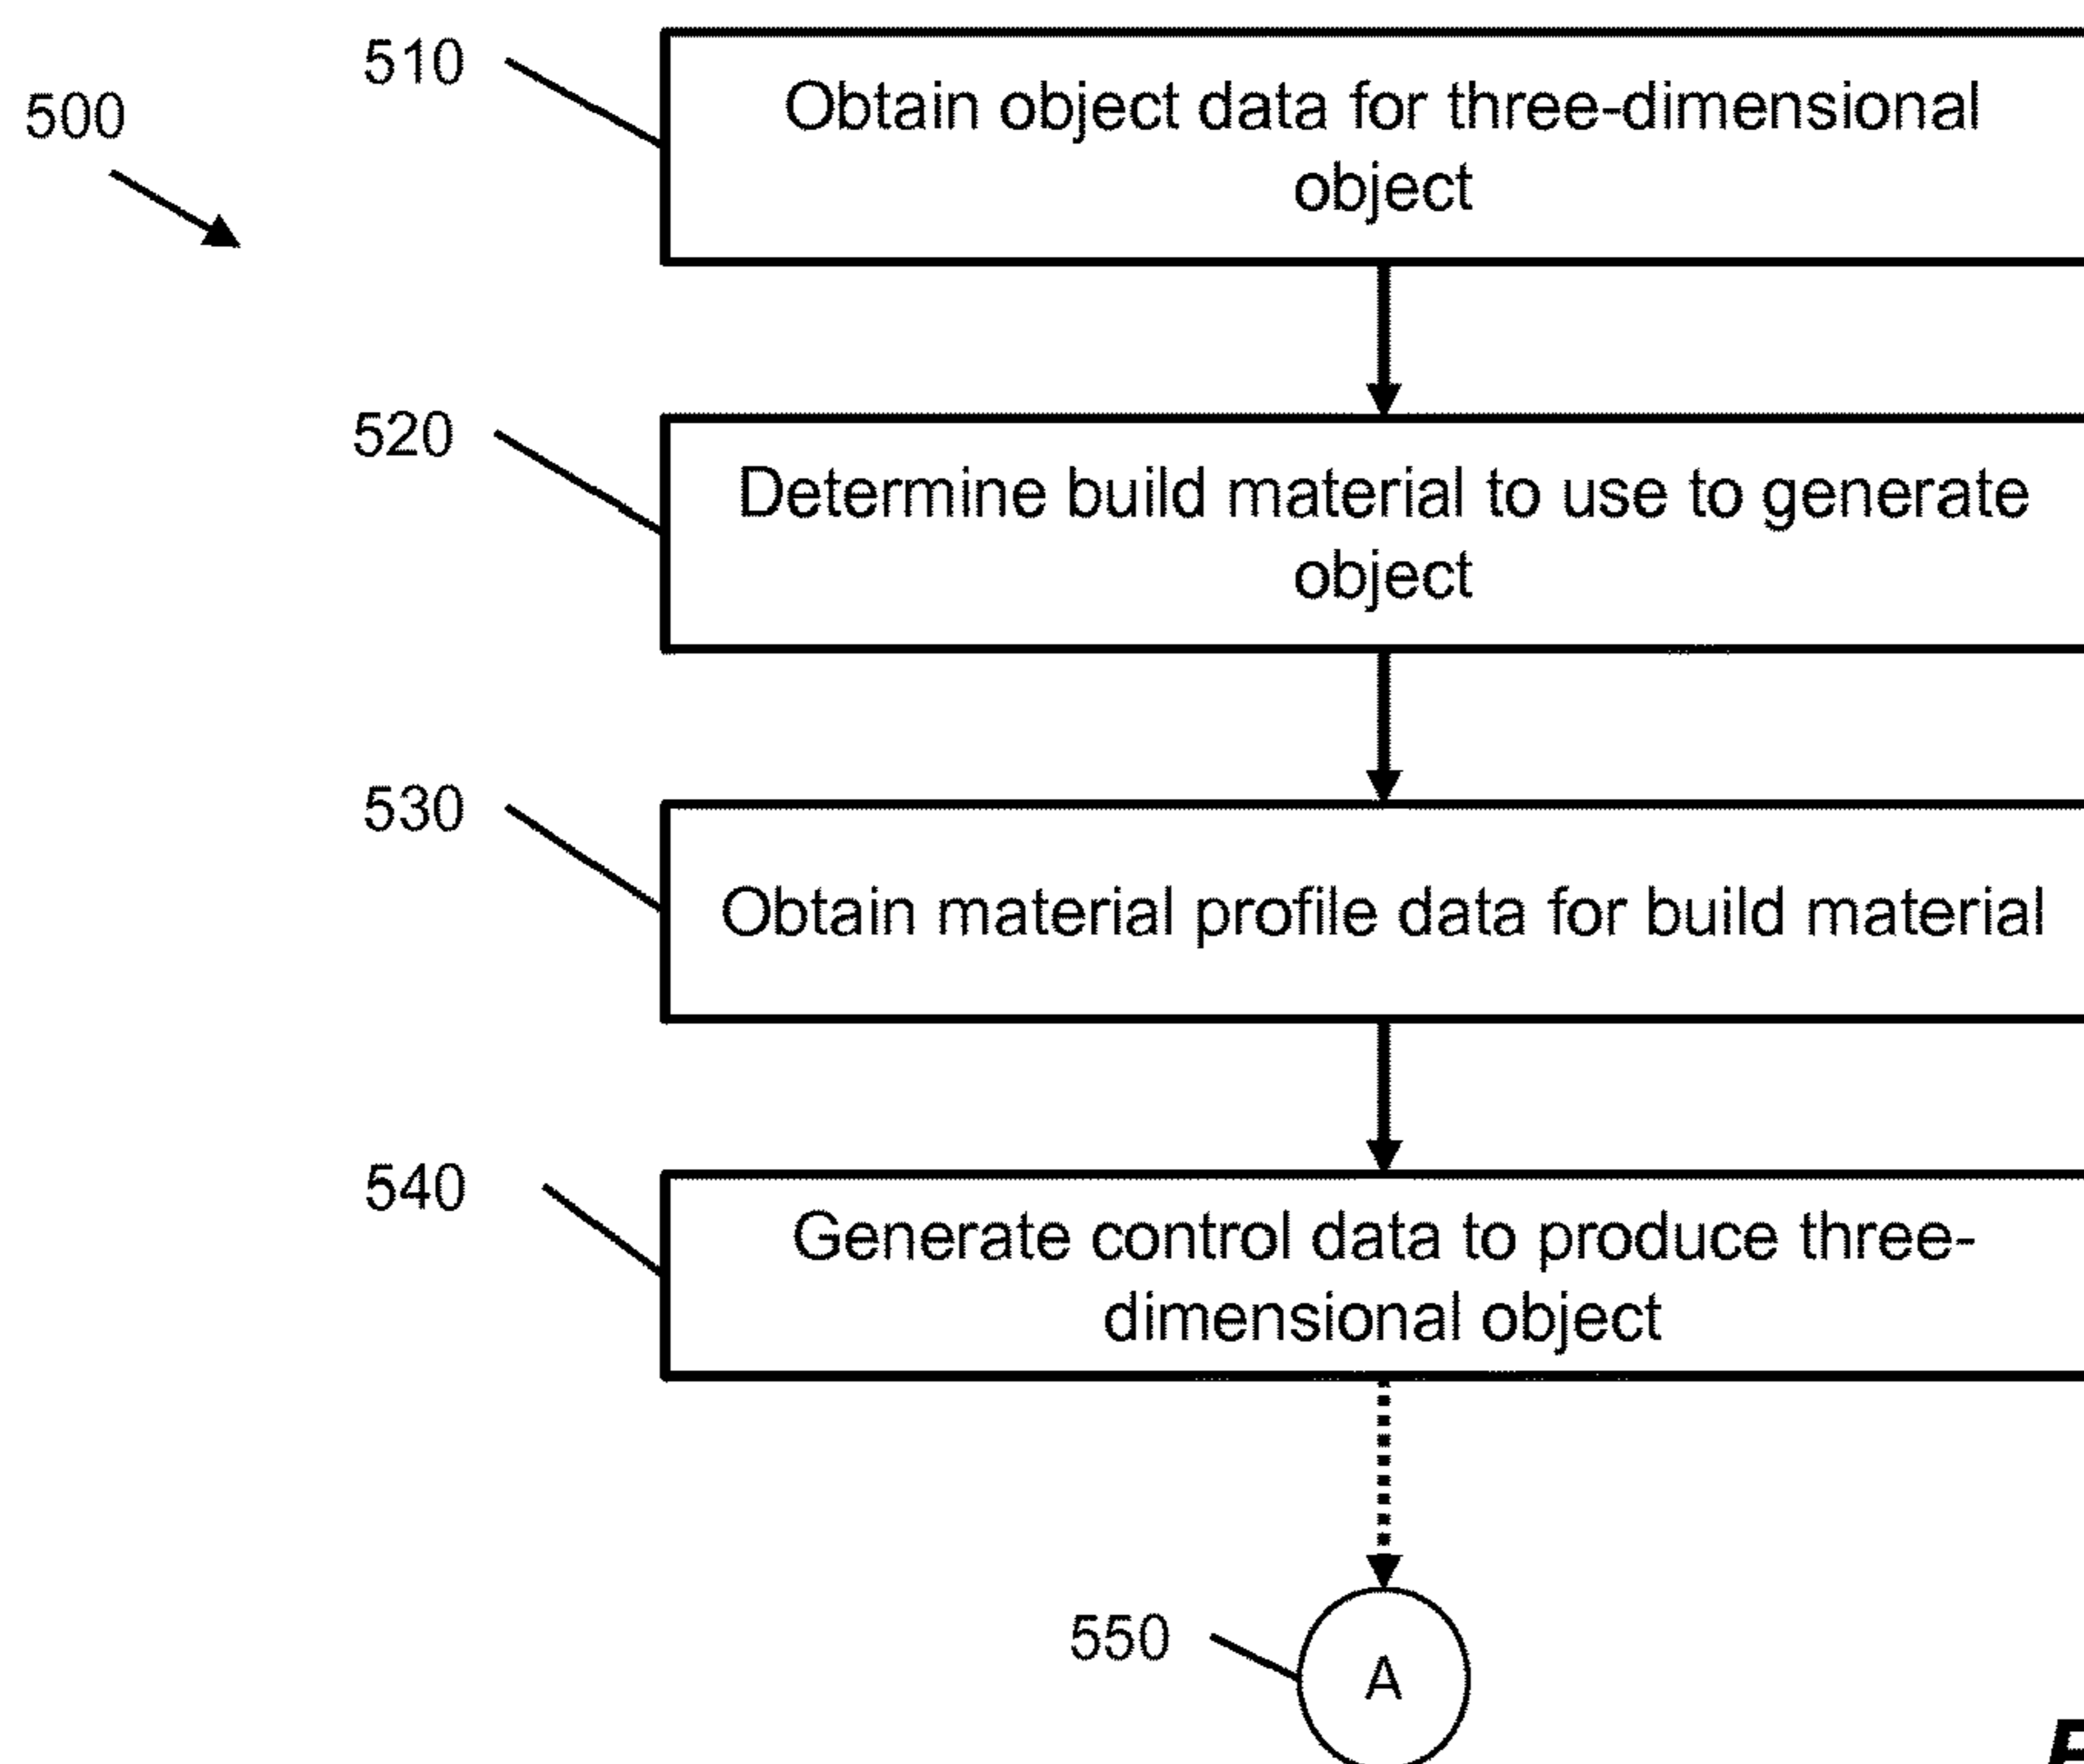 500
510
Obtain object data for three-dimensional
object
520
Determine build material to use to generate
object
530
Obtain material profile data for build material
540
Generate control data to produce three-
dimensional object
550
A